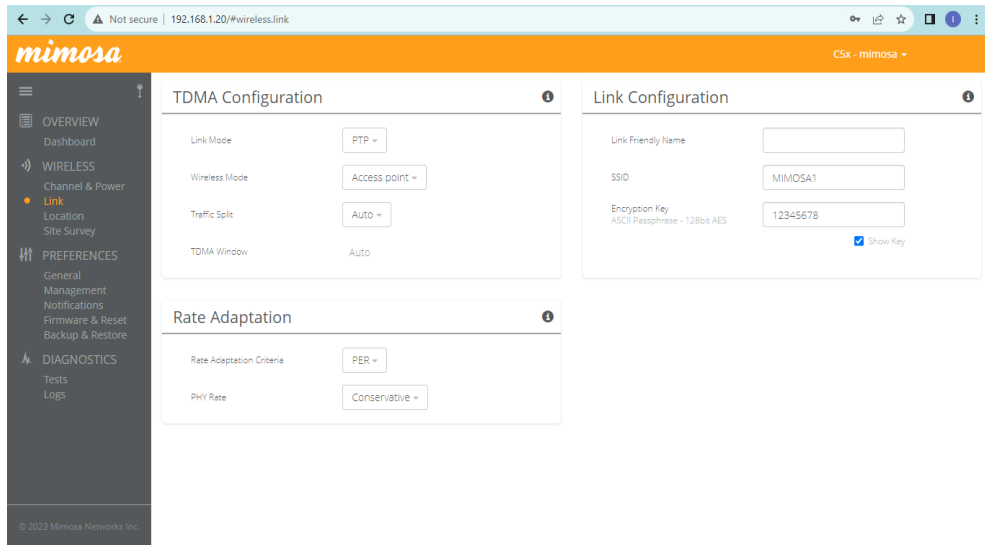 Not secure | 192.168.1.20/#wireless.link
mimosa
C5x - mimosa
OVERVIEW
Dashboard
WIRELESS
Channel & Power
Link
Location
Site Survey
PREFERENCES
General
Management
Notifications
Firmware & Reset
Backup & Restore
DIAGNOSTICS
Tests
Logs
© 2023 Mimosa Networks Inc.
TDMA Configuration
Link Mode PTP
Wireless Mode Access point
Traffic Split Auto
TDMA Window Auto
Rate Adaptation
Rate Adaptation Criteria PER
PHY Rate Conservative
Link Configuration
Link Friendly Name
SSID MIMOSA1
Encryption Key 12345678
ASCII Passphrase - 128bit AES
Show Key